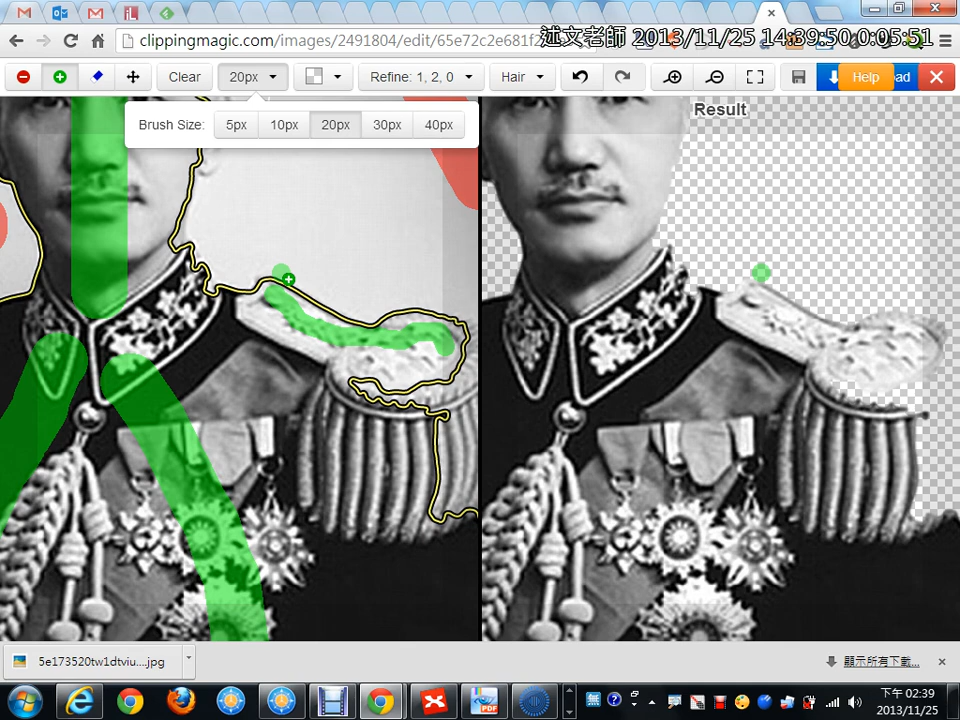 clippingmagic.com/images/2491804/edit/65e72c2e681f2
述文老師 2013/11/25 14:39:50 0:05:51
Clear
20px
Refine: 1, 2, 0
Hair
Help
ad
Brush Size:
5px
10px
20px
30px
40px
Result
5e173520tw1dtviu....jpg
顯示所有下載...
下午 02:39
2013/11/25